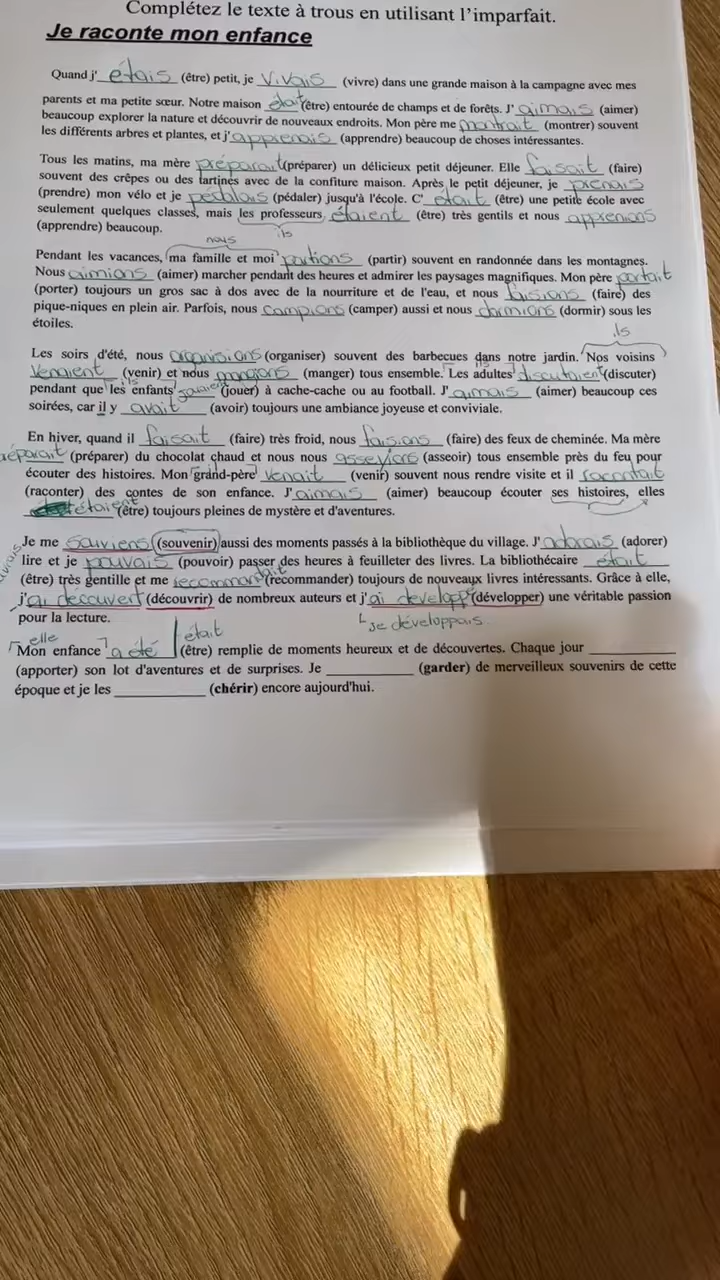 Complétez le texte à trous en utilisant l'imparfait.
Je raconte mon enfance
Quand j' étais (être) petit, je vivais (vivre) dans une grande maison à la campagne avec mes
parents et ma petite sœur. Notre maison était (être) entourée de champs et de forêts. J' aimais (aimer)
beaucoup explorer la nature et découvrir de nouveaux endroits. Mon père me montrait (montrer) souvent
les différents arbres et plantes, et j' apprenais (apprendre) beaucoup de choses intéressantes.
Tous les matins, ma mère préparait (préparer) un délicieux petit déjeuner. Elle faisait (faire)
souvent des crêpes ou des tartines avec de la confiture maison. Après le petit déjeuner, je prenais
(prendre) mon vélo et je pédalais (pédaler) jusqu'à l'école. C' était (être) une petite école avec
seulement quelques classes, mais les professeurs étaient (être) très gentils et nous apprenions
ils
(apprendre) beaucoup.
nous
Pendant les vacances, ma famille et moi partions (partir) souvent en randonnée dans les montagnes.
Nous aimions (aimer) marcher pendant des heures et admirer les paysages magnifiques. Mon père portait
(porter) toujours un gros sac à dos avec de la nourriture et de l'eau, et nous faisions (faire) des
pique-niques en plein air. Parfois, nous campions (camper) aussi et nous dormions (dormir) sous les
étoiles.
ils
Les soirs d'été, nous organisions (organiser) souvent des barbecues dans notre jardin. Nos voisins
venaient (venir) et nous mangions (manger) tous ensemble. Les adultes discutaient (discuter)
ils
pendant que les enfants jouaient (jouer) à cache-cache ou au football. J' aimais (aimer) beaucoup ces
soirées, car il y avait (avoir) toujours une ambiance joyeuse et conviviale.
En hiver, quand il faisait (faire) très froid, nous faisions (faire) des feux de cheminée. Ma mère
préparait (préparer) du chocolat chaud et nous nous asseyions (asseoir) tous ensemble près du feu pour
écouter des histoires. Mon grand-père venait (venir) souvent nous rendre visite et il racontait
(raconter) des contes de son enfance. J' aimais (aimer) beaucoup écouter ses histoires, elles
étaient (être) toujours pleines de mystère et d'aventures.
Je me souviens (souvenir) aussi des moments passés à la bibliothèque du village. J' adorais (adorer)
lire et je pouvais (pouvoir) passer des heures à feuilleter des livres. La bibliothécaire était
(être) très gentille et me recommandait (recommander) toujours de nouveaux livres intéressants. Grâce à elle,
j' ai découvert (découvrir) de nombreux auteurs et j' ai develop (développer) une véritable passion
pour la lecture.
je développais.
elle
était
Mon enfance a été (être) remplie de moments heureux et de découvertes. Chaque jour
(apporter) son lot d'aventures et de surprises. Je (garder) de merveilleux souvenirs de cette
époque et je les (chérir) encore aujourd'hui.